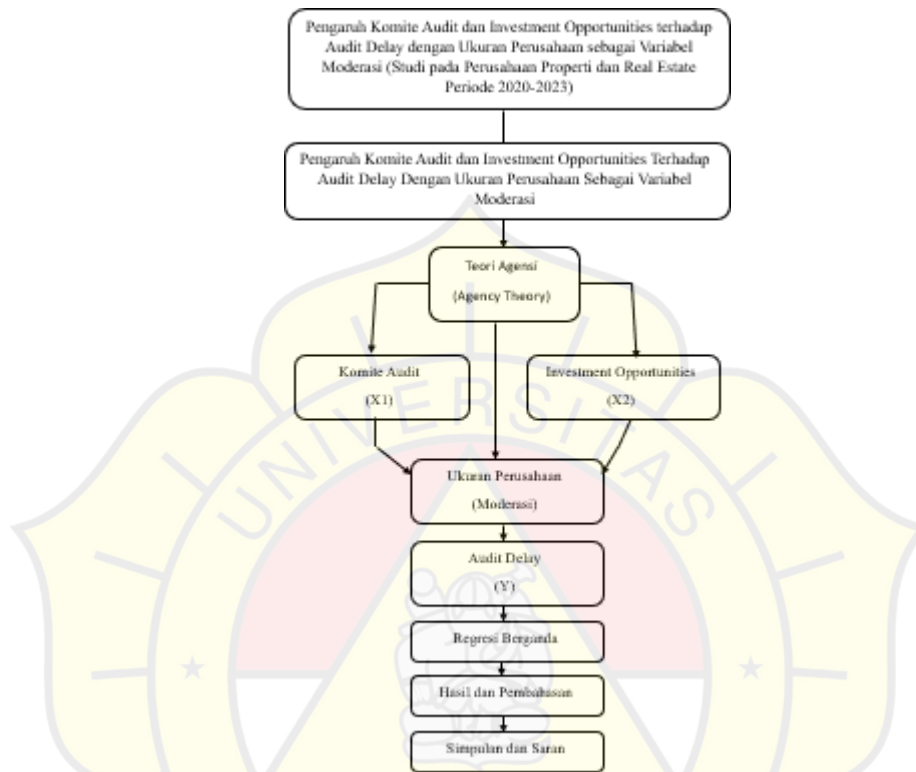 Pengaruh Komite Audit dan Investment Opportunities terhadap
Audit Delay dengan Ukuran Perusahaan sebagai Variabel
Moderasi (Studi pada Perusahaan Properti dan Real Estate
Periode 2020-2023)
Pengaruh Komite Audit dan Investment Opportunities Terhadap
Audit Delay Dengan Ukuran Perusahaan Sebagai Variabel
Moderasi
Teori Agensi
(Agency Theory)
Komite Audit
(X1)
Investment Opportunities
(X2)
UNIVERSITAS
Ukuran Perusahaan
(Moderasi)
Audit Delay
(Y)
Regresi Berganda
Hasil dan Pembahasan
Simpulan dan Saran